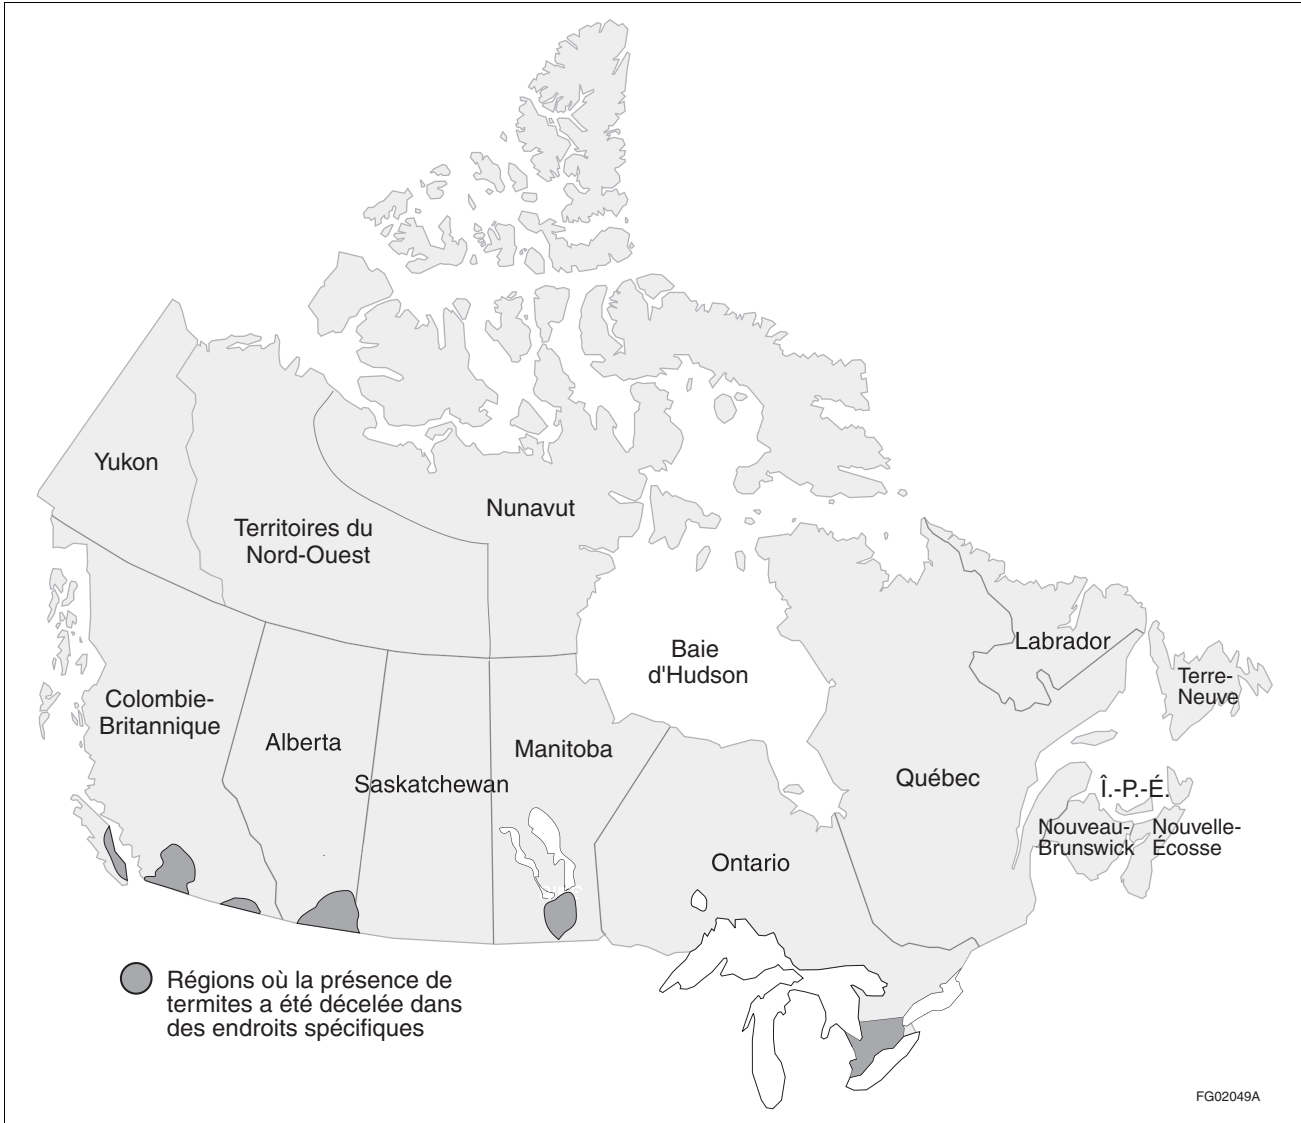 Yukon
Territoires du
Nord-Ouest
Nunavut
Baie
d'Hudson
Labrador
Terre-
Neuve
Colombie-
Britannique
Alberta
Saskatchewan
Manitoba
Ontario
Québec
Î.-P.-É.
Nouveau-
Brunswick
Nouvelle-
Écosse
Régions où la présence de
termites a été décelée dans
des endroits spécifiques
FG02049A